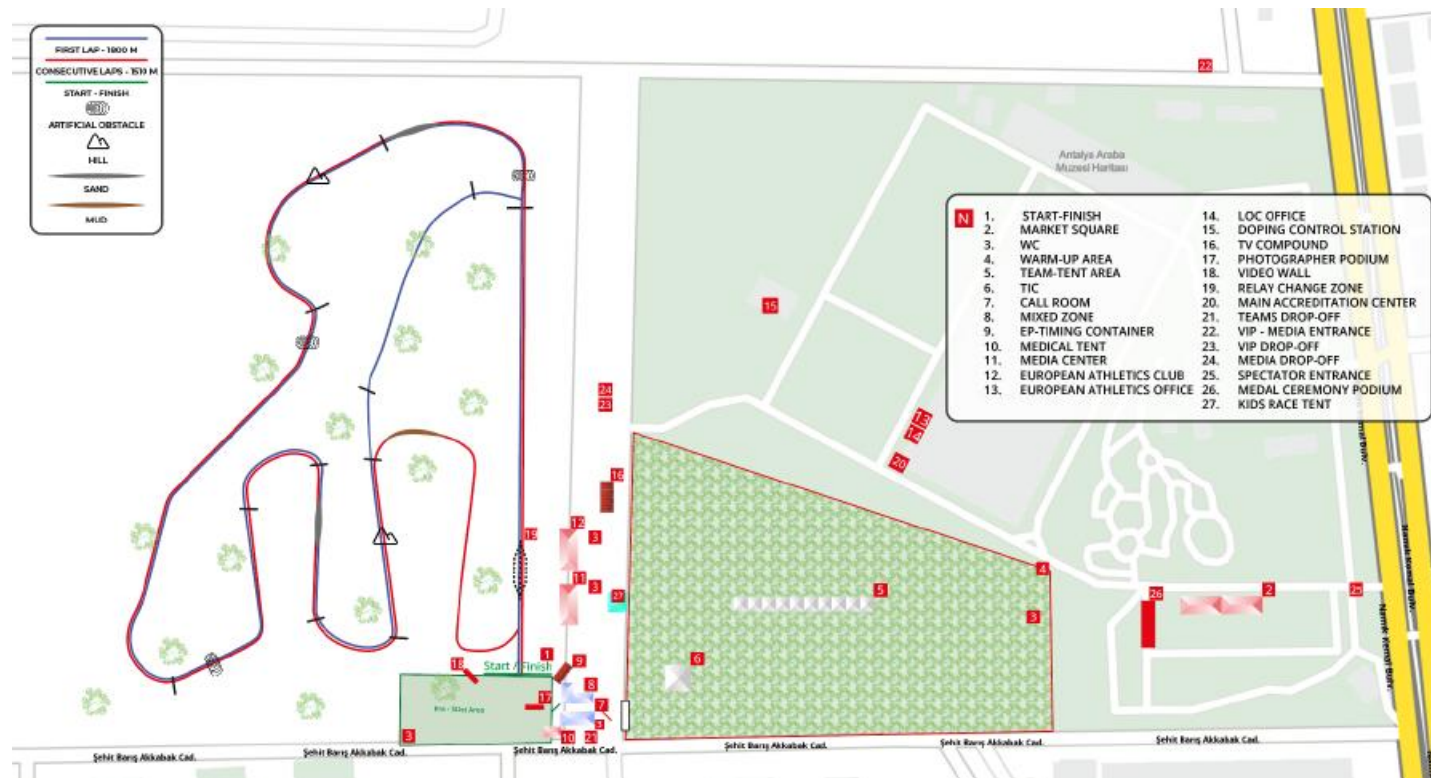 FIRST LAP - 1800 M
CONSECUTIVE LAPS - 1510 M
START - FINISH
ARTIFICIAL OBSTACLE
HILL
SAND
MUD
22
Antalya Araba
Muzesi Haritası
N
1. START-FINISH
2. MARKET SQUARE
3. WC
4. WARM-UP AREA
5. TEAM-TENT AREA
6. TIC
7. CALL ROOM
8. MIXED ZONE
9. EP-TIMING CONTAINER
10. MEDICAL TENT
11. MEDIA CENTER
12. EUROPEAN ATHLETICS CLUB
13. EUROPEAN ATHLETICS OFFICE
14. LOC OFFICE
15. DOPING CONTROL STATION
16. TV COMPOUND
17. PHOTOGRAPHER PODIUM
18. VIDEO WALL
19. RELAY CHANGE ZONE
20. MAIN ACCREDITATION CENTER
21. TEAMS DROP-OFF
22. VIP - MEDIA ENTRANCE
23. VIP DROP-OFF
24. MEDIA DROP-OFF
25. SPECTATOR ENTRANCE
26. MEDAL CEREMONY PODIUM
27. KIDS RACE TENT
15
24
23
13
14
20
16
12
3
19
11
3
27
4
5
3
26
2
25
Namık Kemal Bulv.
Namık Kemal Bulv.
6
1
Start / Finish
9
18
8
17
7
3
10
21
3
Şehit Barış Akkabak Cad.
Şehit Barış Akkabak Cad.
Şehit Barış Akkabak Cad.
Şehit Barış Akkabak Cad.
Şehit Barış Akkabak Cad.
Şehit Barış Akkabak Cad.